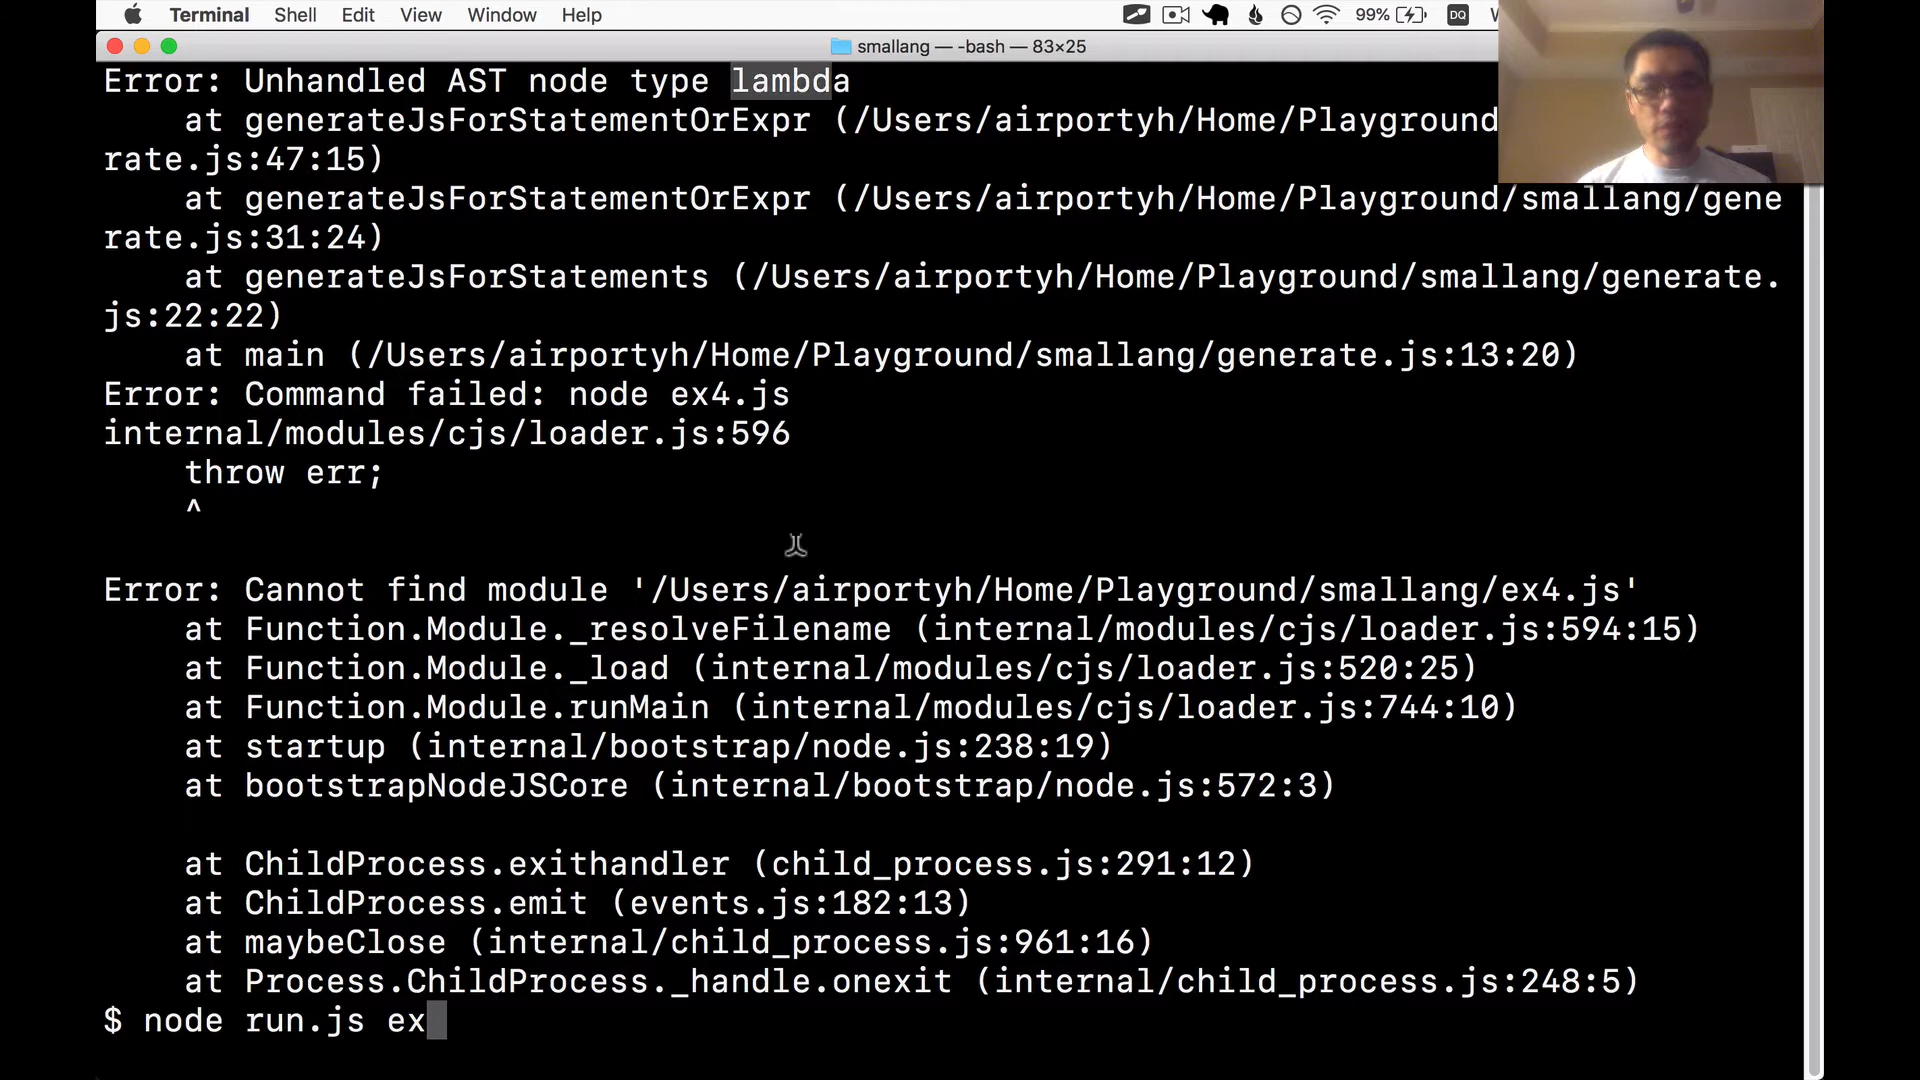 Terminal Shell Edit View Window Help 99% DQ
smallang — -bash — 83×25
Error: Unhandled AST node type lambda
at generateJsForStatementOrExpr (/Users/airportyh/Home/Playground
rate.js:47:15)
at generateJsForStatementOrExpr (/Users/airportyh/Home/Playground/smallang/gene
rate.js:31:24)
at generateJsForStatements (/Users/airportyh/Home/Playground/smallang/generate.
js:22:22)
at main (/Users/airportyh/Home/Playground/smallang/generate.js:13:20)
Error: Command failed: node ex4.js
internal/modules/cjs/loader.js:596
throw err;
^
Error: Cannot find module '/Users/airportyh/Home/Playground/smallang/ex4.js'
at Function.Module._resolveFilename (internal/modules/cjs/loader.js:594:15)
at Function.Module._load (internal/modules/cjs/loader.js:520:25)
at Function.Module.runMain (internal/modules/cjs/loader.js:744:10)
at startup (internal/bootstrap/node.js:238:19)
at bootstrapNodeJSCore (internal/bootstrap/node.js:572:3)
at ChildProcess.exithandler (child_process.js:291:12)
at ChildProcess.emit (events.js:182:13)
at maybeClose (internal/child_process.js:961:16)
at Process.ChildProcess._handle.onexit (internal/child_process.js:248:5)
$ node run.js ex